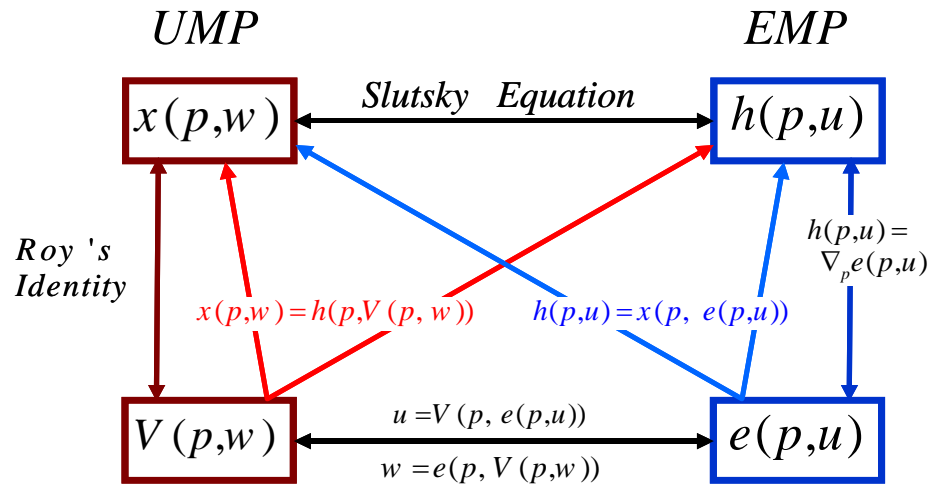 UMP
EMP
x(p,w)
Slutsky Equation
h(p,u)
Roy's
Identity
h(p,u) =
∇ₚe(p,u)
x(p,w) = h(p,V(p, w))
h(p,u) = x(p, e(p,u))
V(p,w)
u = V(p, e(p,u))
w = e(p, V(p,w))
e(p,u)